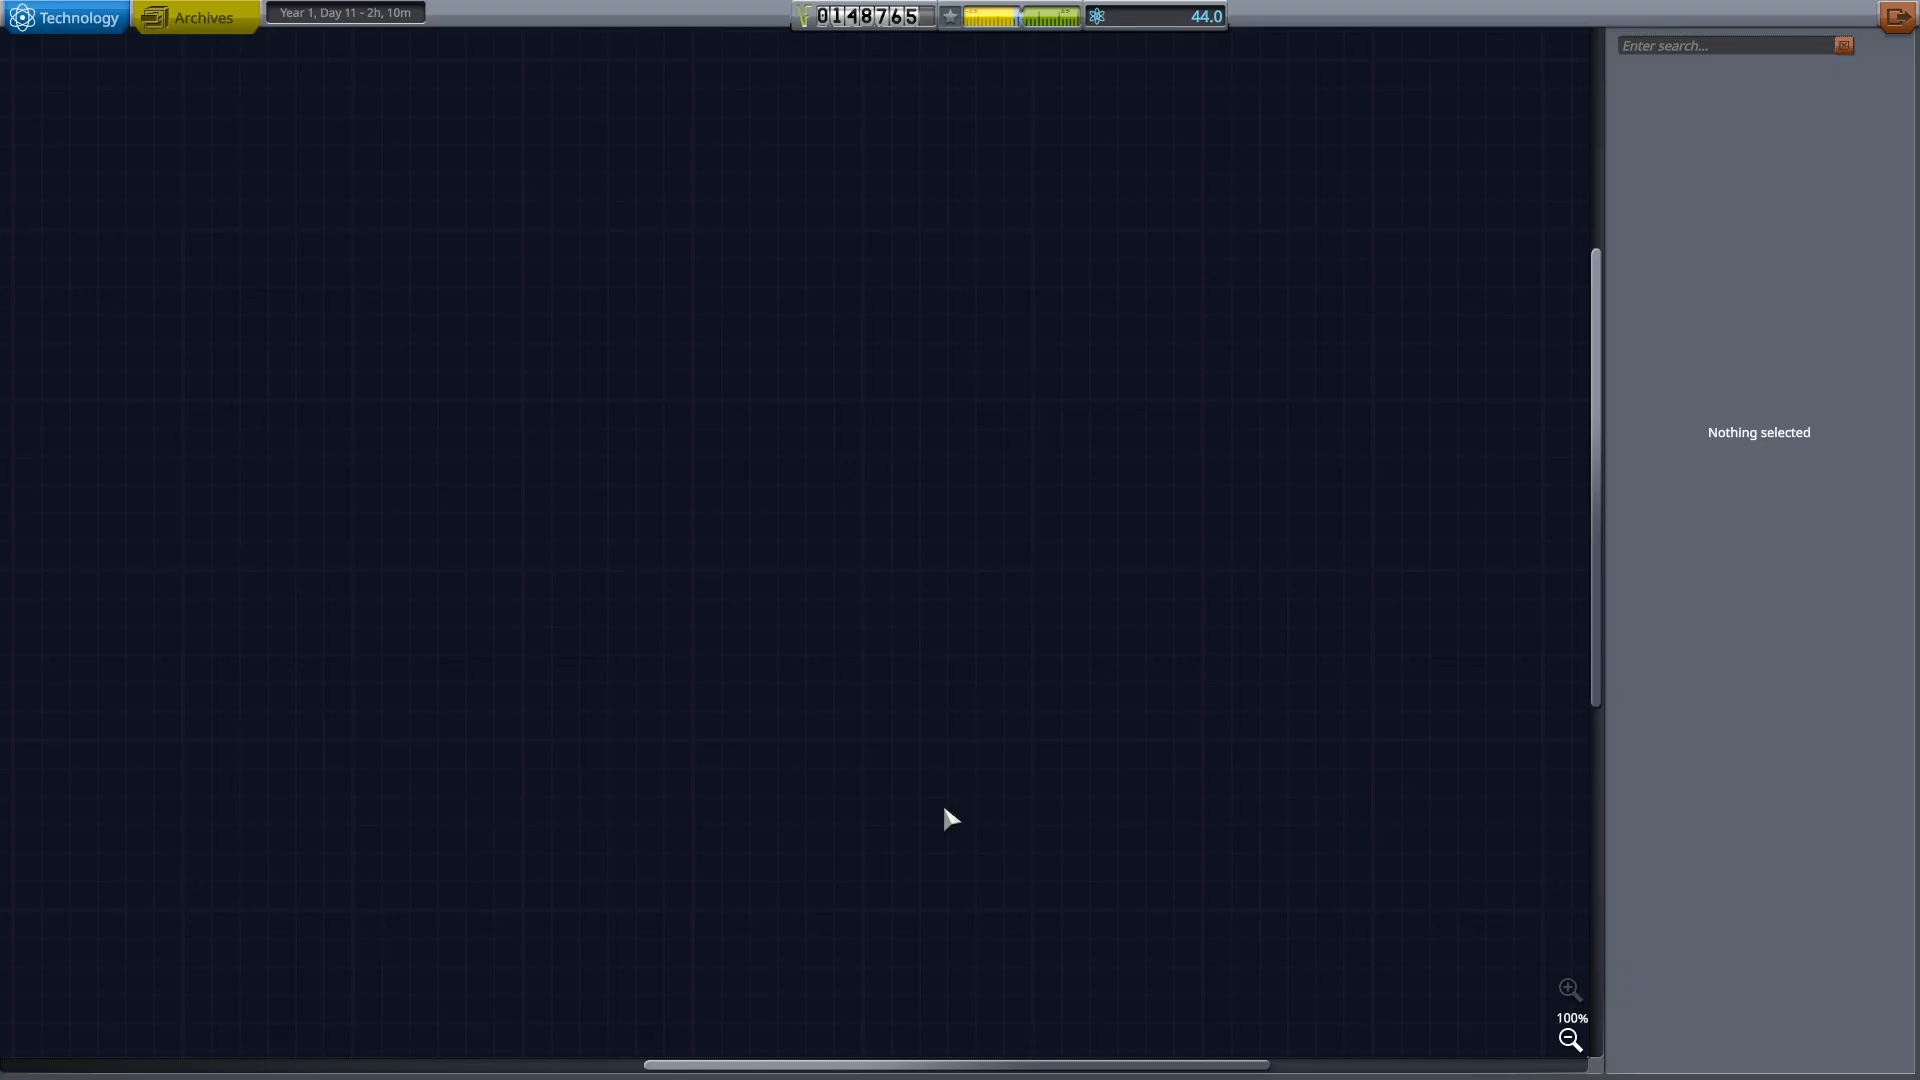 Technology
Archives
Year 1, Day 11 - 2h, 10m
0148765
44.0
Enter search...
Nothing selected
100%